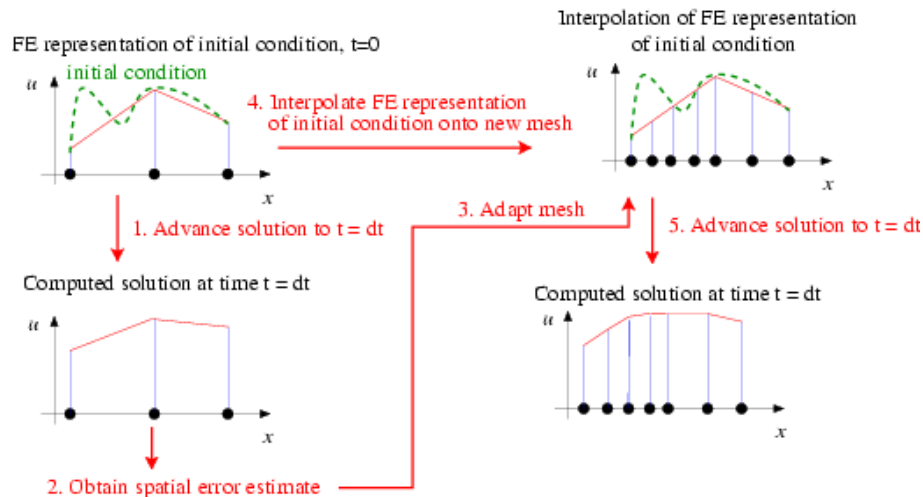 FE representation of initial condition, t=0
initial condition
u
x
4. Interpolate FE representation
of initial condition onto new mesh
Interpolation of FE representation
of initial condition
u
x
1. Advance solution to t = dt
3. Adapt mesh
5. Advance solution to t = dt
Computed solution at time t = dt
u
x
Computed solution at time t = dt
u
x
2. Obtain spatial error estimate